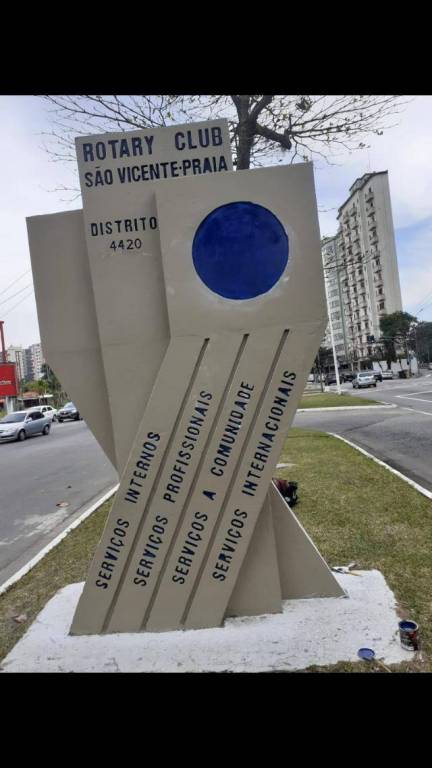 ROTARY CLUB
SÃO VICENTE-PRAIA
DISTRITO
4420
SERVIÇOS INTERNOS
SERVIÇOS PROFISSIONAIS
SERVIÇOS A COMUNIDADE
SERVIÇOS INTERNACIONAIS